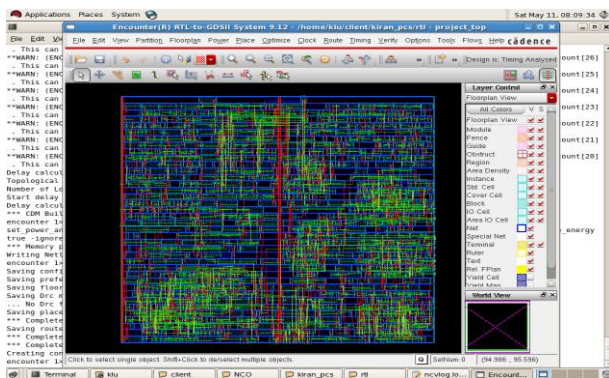 Applications Places System
Sat May 11, 08:09:34
Encounter(R) RTL-to-GDSII System 9.12 - /home/klu/client/kiran_pcs/rtl - project_top
File Edit Vi
File Edit View Partition Floorplan Power Place Optimize Clock Route Timing Verify Options Tools Flows Help cādence
Design is: Timing Analyzed
. This can
**WARN: (ENC
. This can
**WARN: (ENC
. This can
**WARN: (ENC
. This can
**WARN: (ENC
. This can
**WARN: (ENC
. This can
**WARN: (ENC
. This can
Delay calcul
Topological
Number of Lo
Start delay
Delay calcul
*** CDM Buil
encounter 1>
set_power_an
true -ignore
*** Memory p
Writing Netl
encounter 1>
Saving confi
Saving prefe
Saving floor
Saving Drc m
... No Drc f
Saving place
*** Complete
Saving route
*** Complete
*** Complete
Creating con
encounter 1>
Layer Control
Floorplan View
All Colors V S
Floorplan View
Module
Fence
Guide
Obstruct
Region
Area Density
Instance
Std. Cell
Cover Cell
Block
IO Cell
Area IO Cell
Net
Special Net
Terminal
Ruler
Text
Rel. FPlan
Yield Cell
Yield Map
World View
ount[26]
ount[25]
ount[24]
ount[23]
ount[22]
ount[21]
ount[20]
e_energy
Click to select single object. Shift+Click to de/select multiple objects.
Q SelNum: 0 (94.986 , 95.596)
Terminal klu client NCO kiran_pcs rtl ncvlog.lo... Encount...